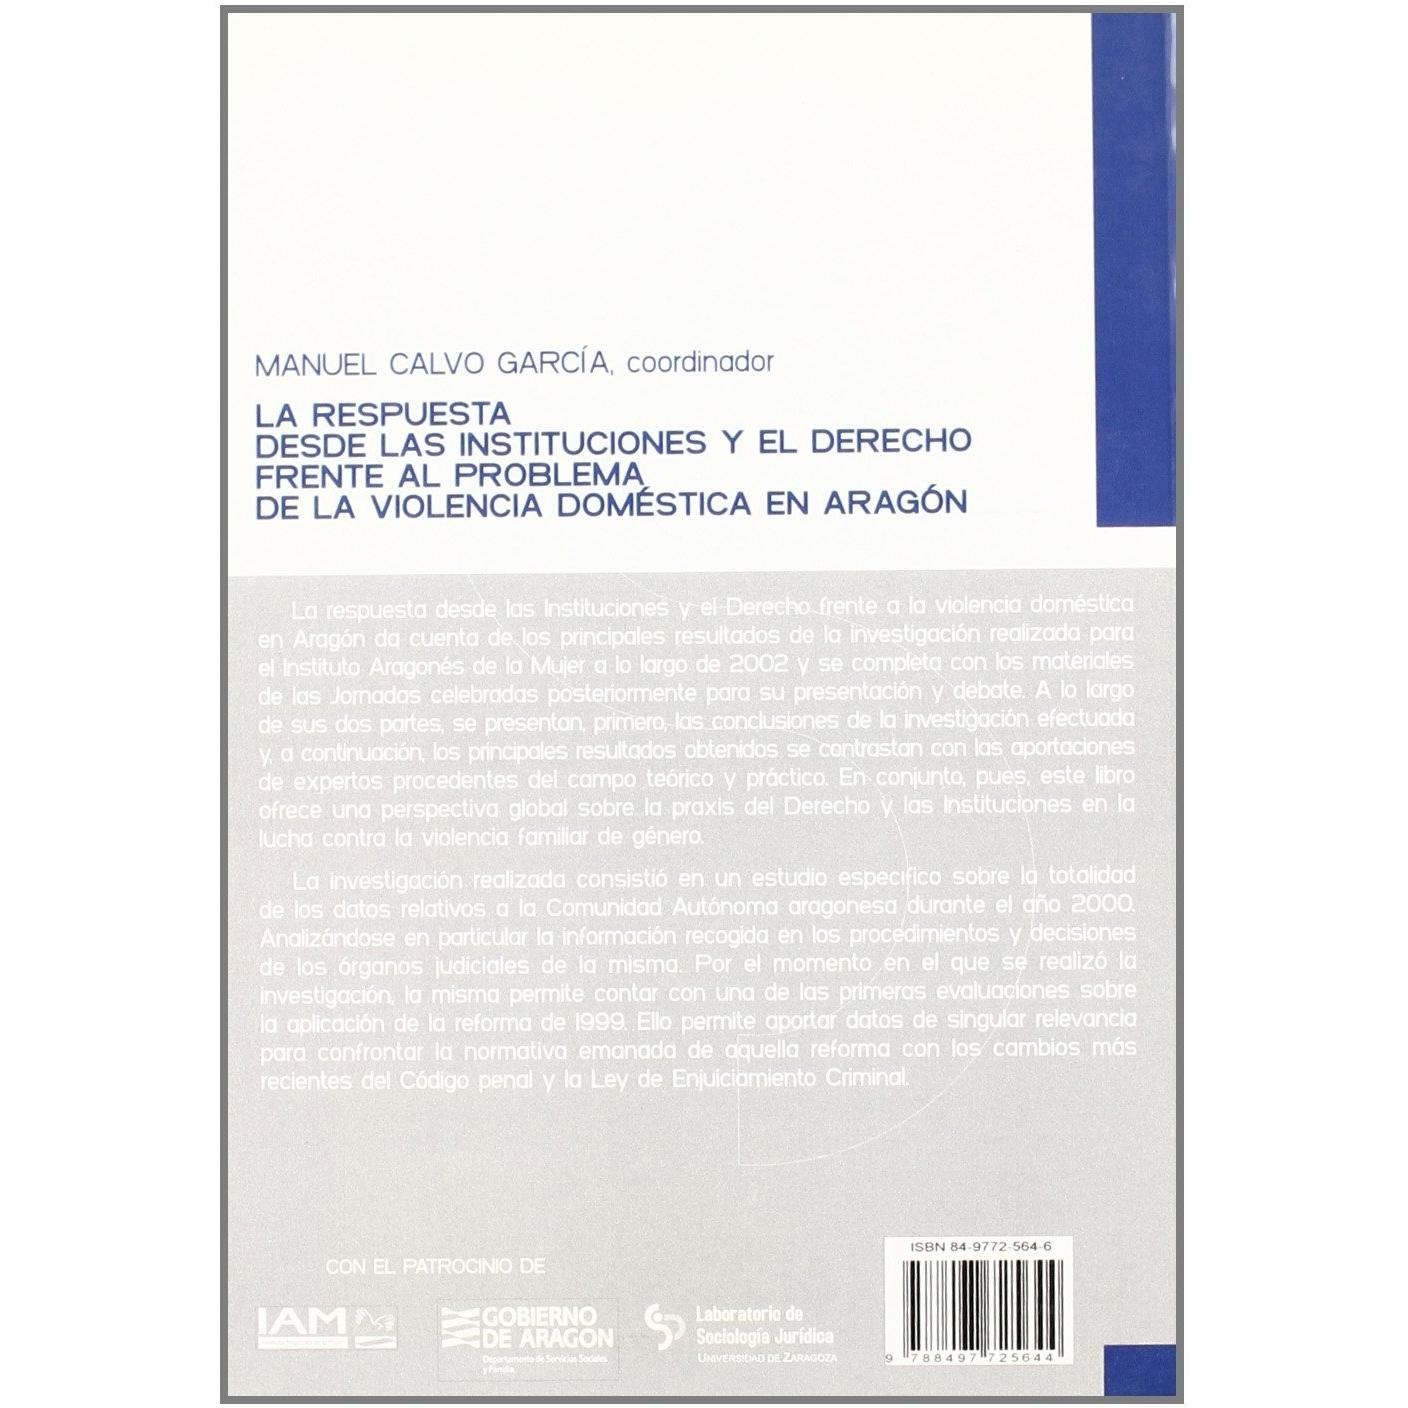 MANUEL CALVO GARCÍA, coordinador
LA RESPUESTA
DESDE LAS INSTITUCIONES Y EL DERECHO
FRENTE AL PROBLEMA
DE LA VIOLENCIA DOMÉSTICA EN ARAGÓN
La respuesta desde las Instituciones y el Derecho frente a la violencia doméstica
en Aragón da cuenta de los principales resultados de la investigación realizada para
el Instituto Aragonés de la Mujer a lo largo de 2002 y se completa con los materiales
de las Jornadas celebradas posteriormente para su presentación y debate. A lo largo
de sus dos partes, se presentan, primero, las conclusiones de la investigación efectuada
y, a continuación, los principales resultados obtenidos se contrastan con las aportaciones
de expertos procedentes del campo teórico y práctico. En conjunto, pues, este libro
ofrece una perspectiva global sobre la praxis del Derecho y las Instituciones en la
lucha contra la violencia familiar de género.
La investigación realizada consistió en un estudio específico sobre la totalidad
de los datos relativos a la Comunidad Autónoma aragonesa durante el año 2000.
Analizándose en particular la información recogida en los procedimientos y decisiones
de los órganos judiciales de la misma. Por el momento en el que se realizó la
investigación, la misma permite contar con una de las primeras evaluaciones sobre
la aplicación de la reforma de 1999. Ello permite aportar datos de singular relevancia
para confrontar la normativa emanada de aquella reforma con los cambios más
recientes del Código penal y la Ley de Enjuiciamiento Criminal.
CON EL PATROCINIO DE
IAM
GOBIERNO
DE ARAGON
Departamento de Servicios Sociales
y Familia
Laboratorio de
Sociología Jurídica
UNIVERSIDAD DE ZARAGOZA
ISBN 84-9772-564-6
9 788497 725644